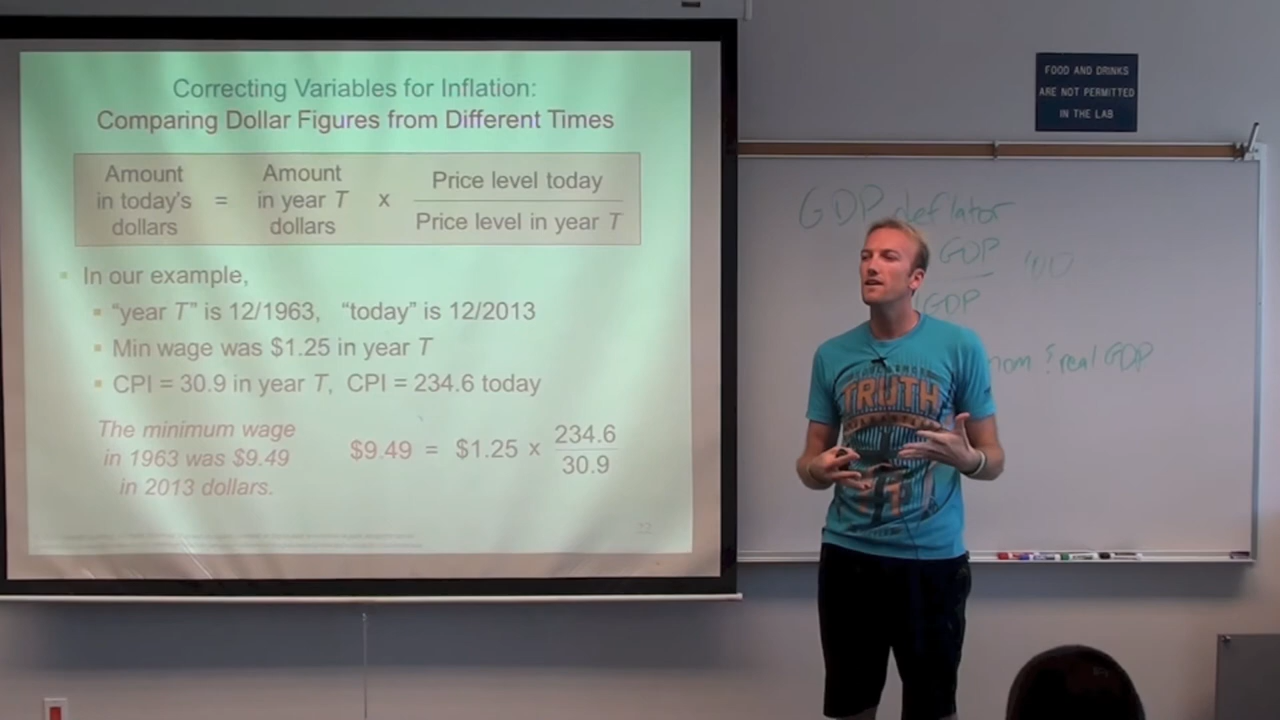 Correcting Variables for Inflation:
Comparing Dollar Figures from Different Times
Amount in today's dollars = Amount in year T dollars x Price level today / Price level in year T
In our example,
"year T" is 12/1963, "today" is 12/2013
Min wage was $1.25 in year T
CPI = 30.9 in year T, CPI = 234.6 today
The minimum wage
in 1963 was $9.49
in 2013 dollars.
$9.49 = $1.25 x 234.6 / 30.9
FOOD AND DRINKS
ARE NOT PERMITTED
IN THE LAB
GDP deflator
GDP
GDP
real GDP
TRUTH